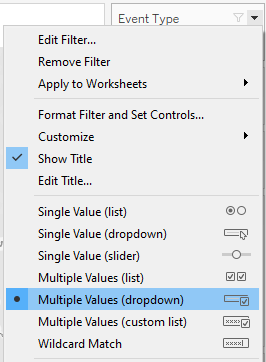 Event Type
Edit Filter...
Remove Filter
Apply to Worksheets
Format Filter and Set Controls...
Customize
Show Title
Edit Title...
Single Value (list)
Single Value (dropdown)
Single Value (slider)
Multiple Values (list)
Multiple Values (dropdown)
Multiple Values (custom list)
Wildcard Match